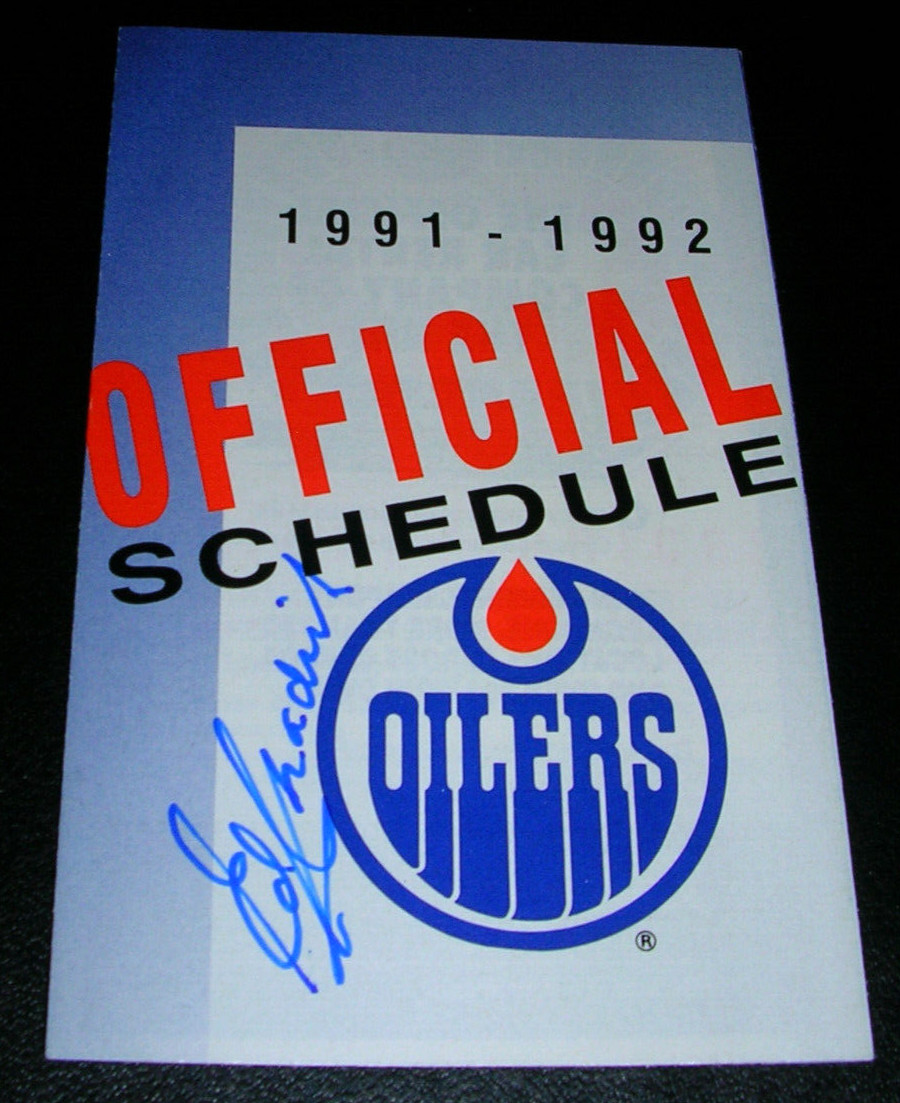 1991 - 1992
OFFICIAL
SCHEDULE
OILERS
®